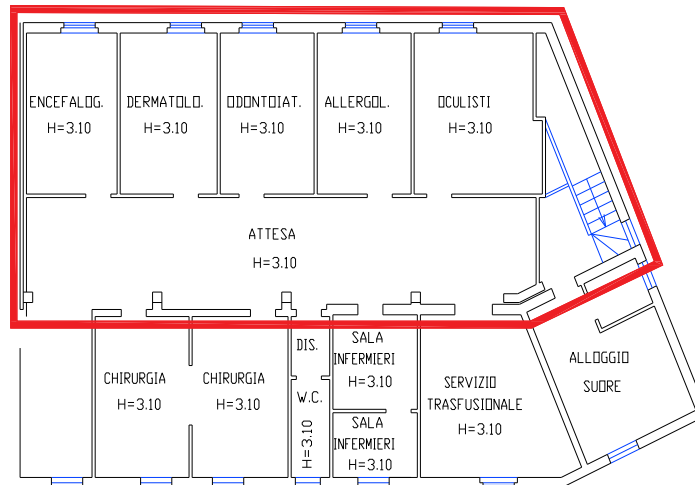 ENCEFALOG.
H=3.10
DERMATOLO.
H=3.10
ODONTOIAT.
H=3.10
ALLERGOL.
H=3.10
OCULISTI
H=3.10
ATTESA
H=3.10
CHIRURGIA
H=3.10
CHIRURGIA
H=3.10
DIS.
W.C.
H=3.10
SALA
INFERMIERI
H=3.10
SALA
INFERMIERI
H=3.10
SERVIZIO
TRASFUSIONALE
H=3.10
ALLOGGIO
SUORE